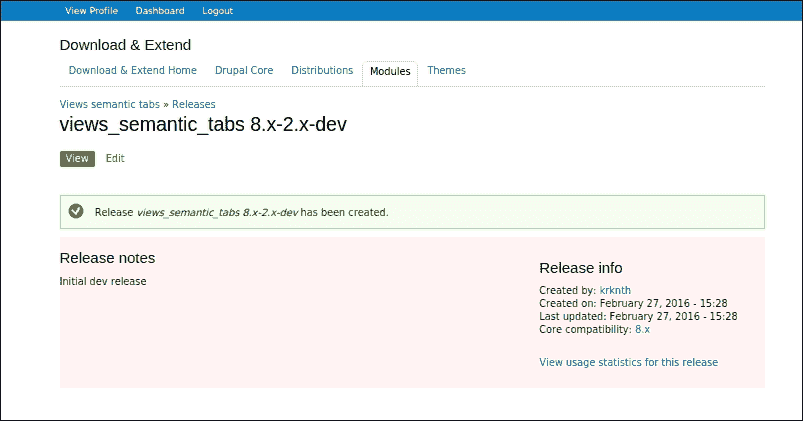 View Profile Dashboard Logout
Download & Extend
Download & Extend Home Drupal Core Distributions Modules Themes
Views semantic tabs » Releases
views_semantic_tabs 8.x-2.x-dev
View Edit
Release views_semantic_tabs 8.x-2.x-dev has been created.
Release notes
Initial dev release
Release info
Created by: krknth
Created on: February 27, 2016 - 15:28
Last updated: February 27, 2016 - 15:28
Core compatibility: 8.x
View usage statistics for this release